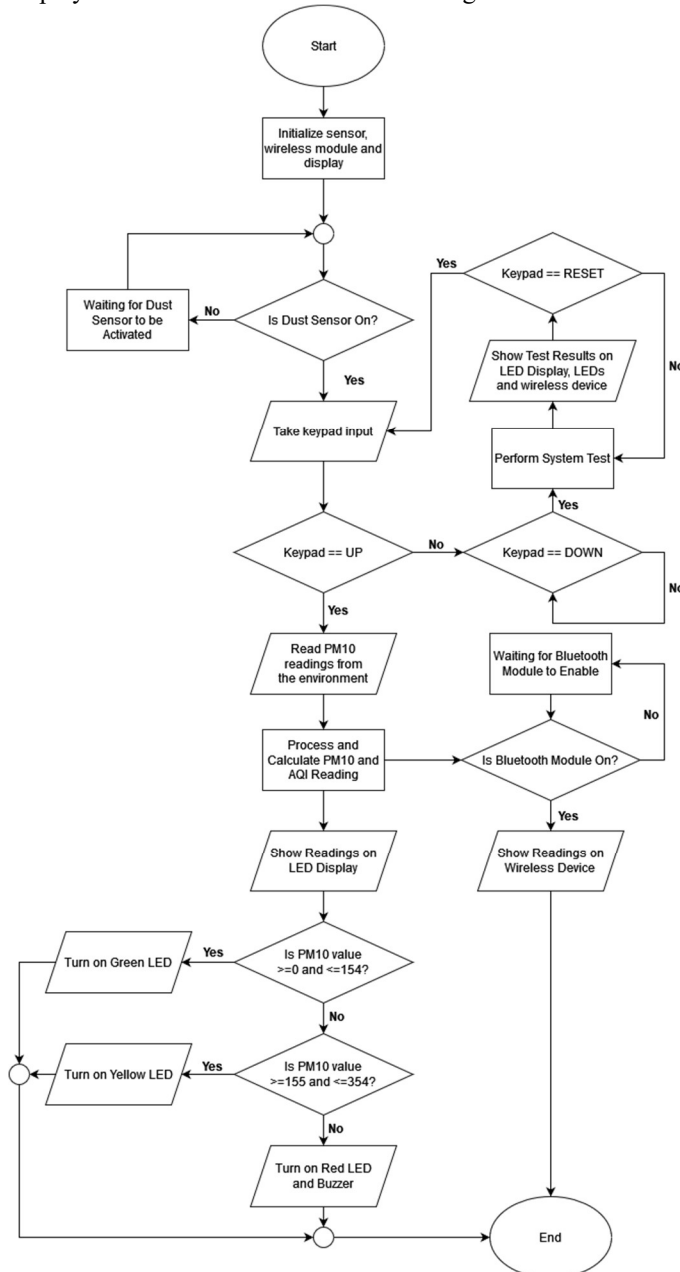 Start
Initialize sensor,
wireless module and
display
Yes
Keypad == RESET
Waiting for Dust
Sensor to be
Activated
No
Is Dust Sensor On?
Show Test Results on
LED Display, LEDs
and wireless device
No
Yes
Take keypad input
Perform System Test
Yes
Keypad == UP
No
Keypad == DOWN
No
Yes
Read PM10
readings from
the environment
Waiting for Bluetooth
Module to Enable
No
Process and
Calculate PM10 and
AQI Reading
Is Bluetooth Module On?
Yes
Show Readings on
LED Display
Show Readings on
Wireless Device
Turn on Green LED
Yes
Is PM10 value
>=0 and <=154?
No
Turn on Yellow LED
Yes
Is PM10 value
>=155 and <=354?
No
Turn on Red LED
and Buzzer
End